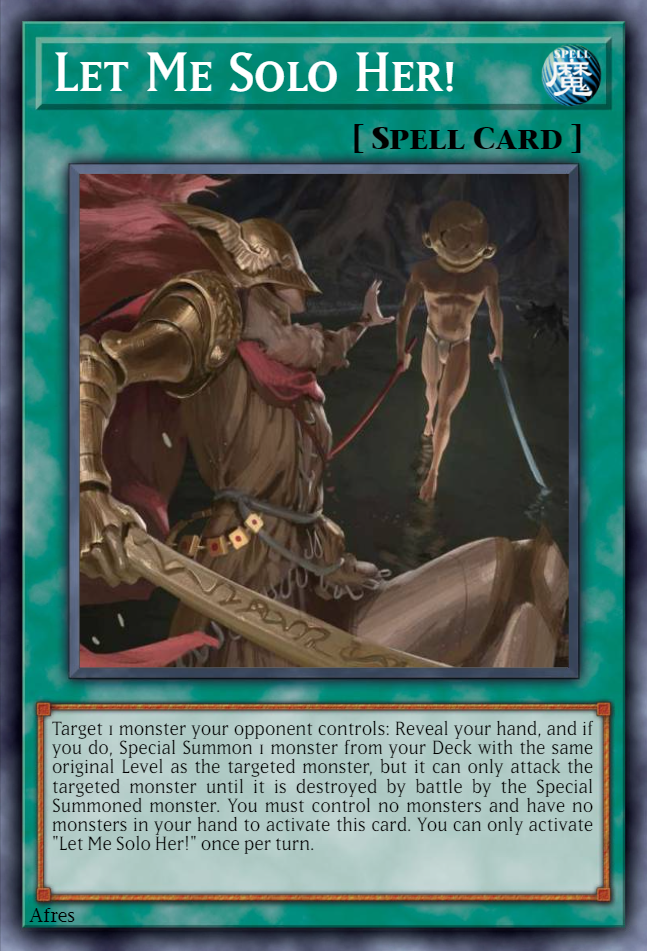 Let Me Solo Her!
SPELL
魔
[ Spell Card ]
Target 1 monster your opponent controls: Reveal your hand, and if
you do, Special Summon 1 monster from your Deck with the same
original Level as the targeted monster, but it can only attack the
targeted monster until it is destroyed by battle by the Special
Summoned monster. You must control no monsters and have no
monsters in your hand to activate this card. You can only activate
"Let Me Solo Her!" once per turn.
Afres